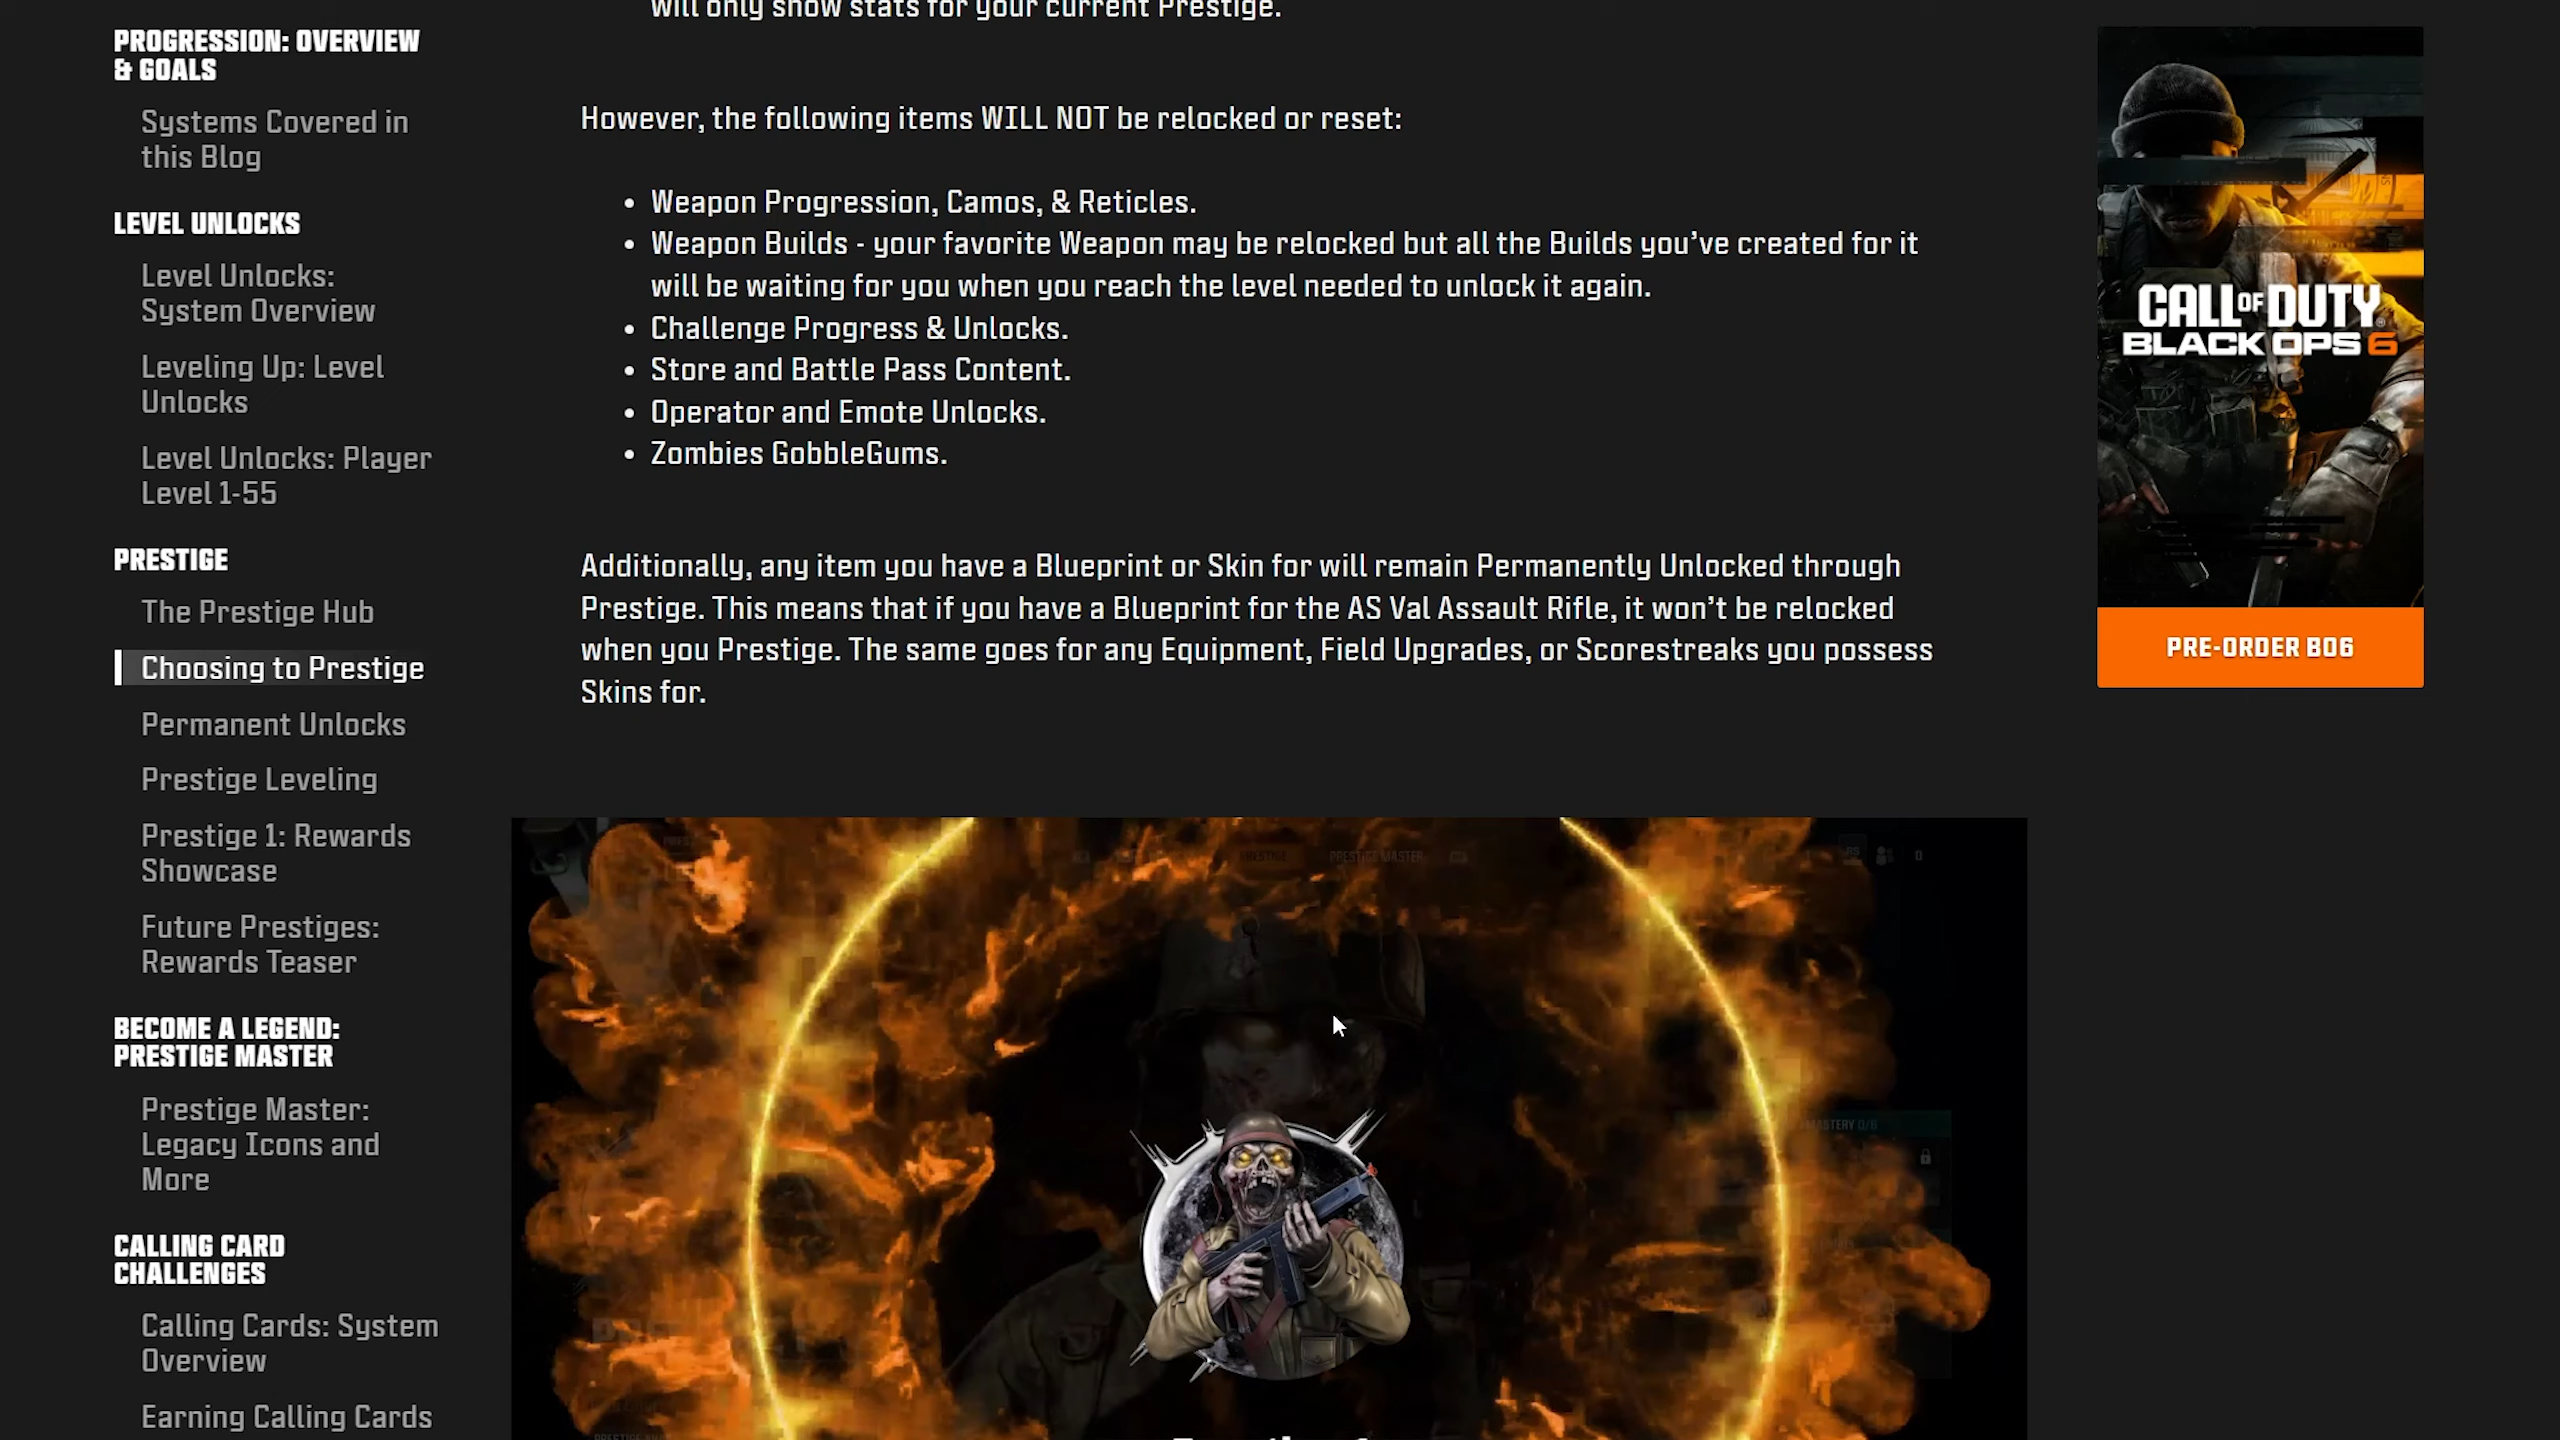 will only show stats for your current Prestige.
PROGRESSION: OVERVIEW
& GOALS
Systems Covered in
this Blog
LEVEL UNLOCKS
Level Unlocks:
System Overview
Leveling Up: Level
Unlocks
Level Unlocks: Player
Level 1-55
PRESTIGE
The Prestige Hub
Choosing to Prestige
Permanent Unlocks
Prestige Leveling
Prestige 1: Rewards
Showcase
Future Prestiges:
Rewards Teaser
BECOME A LEGEND:
PRESTIGE MASTER
Prestige Master:
Legacy Icons and
More
CALLING CARD
CHALLENGES
Calling Cards: System
Overview
Earning Calling Cards
However, the following items WILL NOT be relocked or reset:
• Weapon Progression, Camos, & Reticles.
• Weapon Builds - your favorite Weapon may be relocked but all the Builds you’ve created for it
will be waiting for you when you reach the level needed to unlock it again.
• Challenge Progress & Unlocks.
• Store and Battle Pass Content.
• Operator and Emote Unlocks.
• Zombies GobbleGums.
Additionally, any item you have a Blueprint or Skin for will remain Permanently Unlocked through
Prestige. This means that if you have a Blueprint for the AS Val Assault Rifle, it won’t be relocked
when you Prestige. The same goes for any Equipment, Field Upgrades, or Scorestreaks you possess
Skins for.
PRESTIGE PRESTIGE MASTER
MASTERY 0/6
CALL OF DUTY
BLACK OPS 6
PRE-ORDER BO6